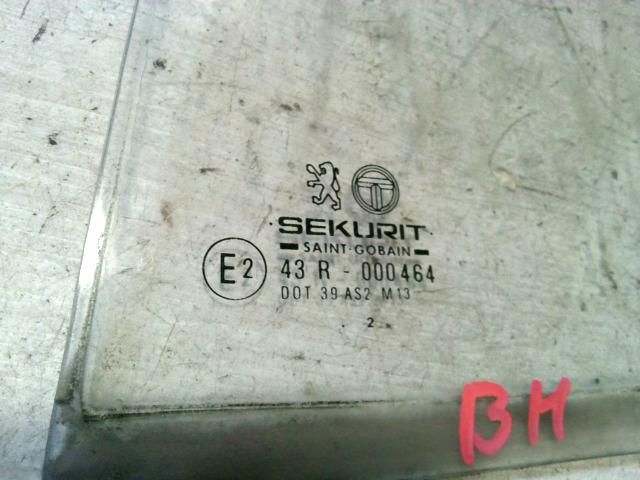 SEKURIT
SAINT-GOBAIN
E2 43 R - 000464
DOT 39 AS2 M13
. 2
BH